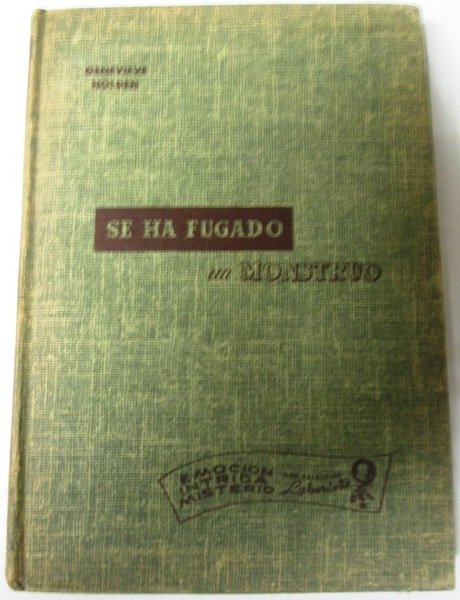 GENEVIEVE
HOLDEN
SE HA FUGADO
un MONSTRUO
EMOCION
INTRIGA
MISTERIO
Laberinto